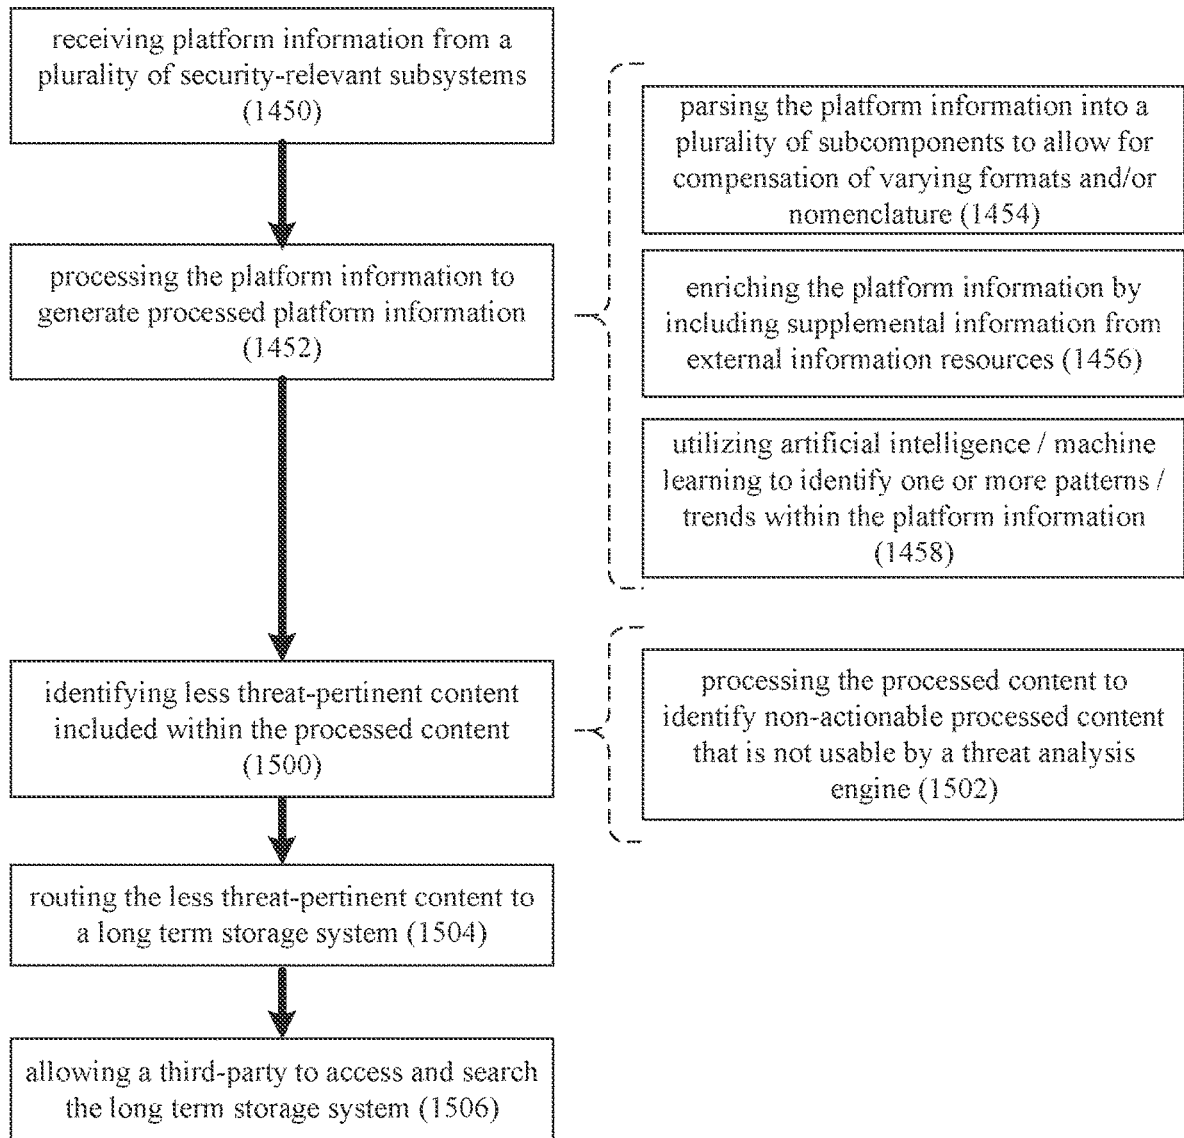 receiving platform information from a
plurality of security-relevant subsystems
(1450)
processing the platform information to
generate processed platform information
(1452)
parsing the platform information into a
plurality of subcomponents to allow for
compensation of varying formats and/or
nomenclature (1454)
enriching the platform information by
including supplemental information from
external information resources (1456)
utilizing artificial intelligence / machine
learning to identify one or more patterns /
trends within the platform information
(1458)
identifying less threat-pertinent content
included within the processed content
(1500)
processing the processed content to
identify non-actionable processed content
that is not usable by a threat analysis
engine (1502)
routing the less threat-pertinent content to
a long term storage system (1504)
allowing a third-party to access and search
the long term storage system (1506)